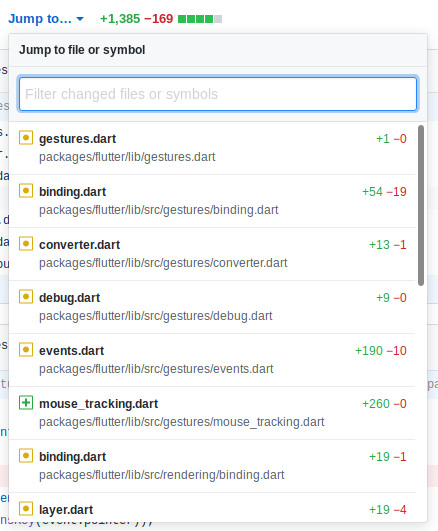 Jump to... +1,385 −169
Jump to file or symbol
Filter changed files or symbols
gestures.dart +1 −0
packages/flutter/lib/gestures.dart
binding.dart +54 −19
packages/flutter/lib/src/gestures/binding.dart
converter.dart +13 −1
packages/flutter/lib/src/gestures/converter.dart
debug.dart +9 −0
packages/flutter/lib/src/gestures/debug.dart
events.dart +190 −10
packages/flutter/lib/src/gestures/events.dart
mouse_tracking.dart +260 −0
packages/flutter/lib/src/gestures/mouse_tracking.dart
binding.dart +19 −1
packages/flutter/lib/src/rendering/binding.dart
layer.dart +19 −4